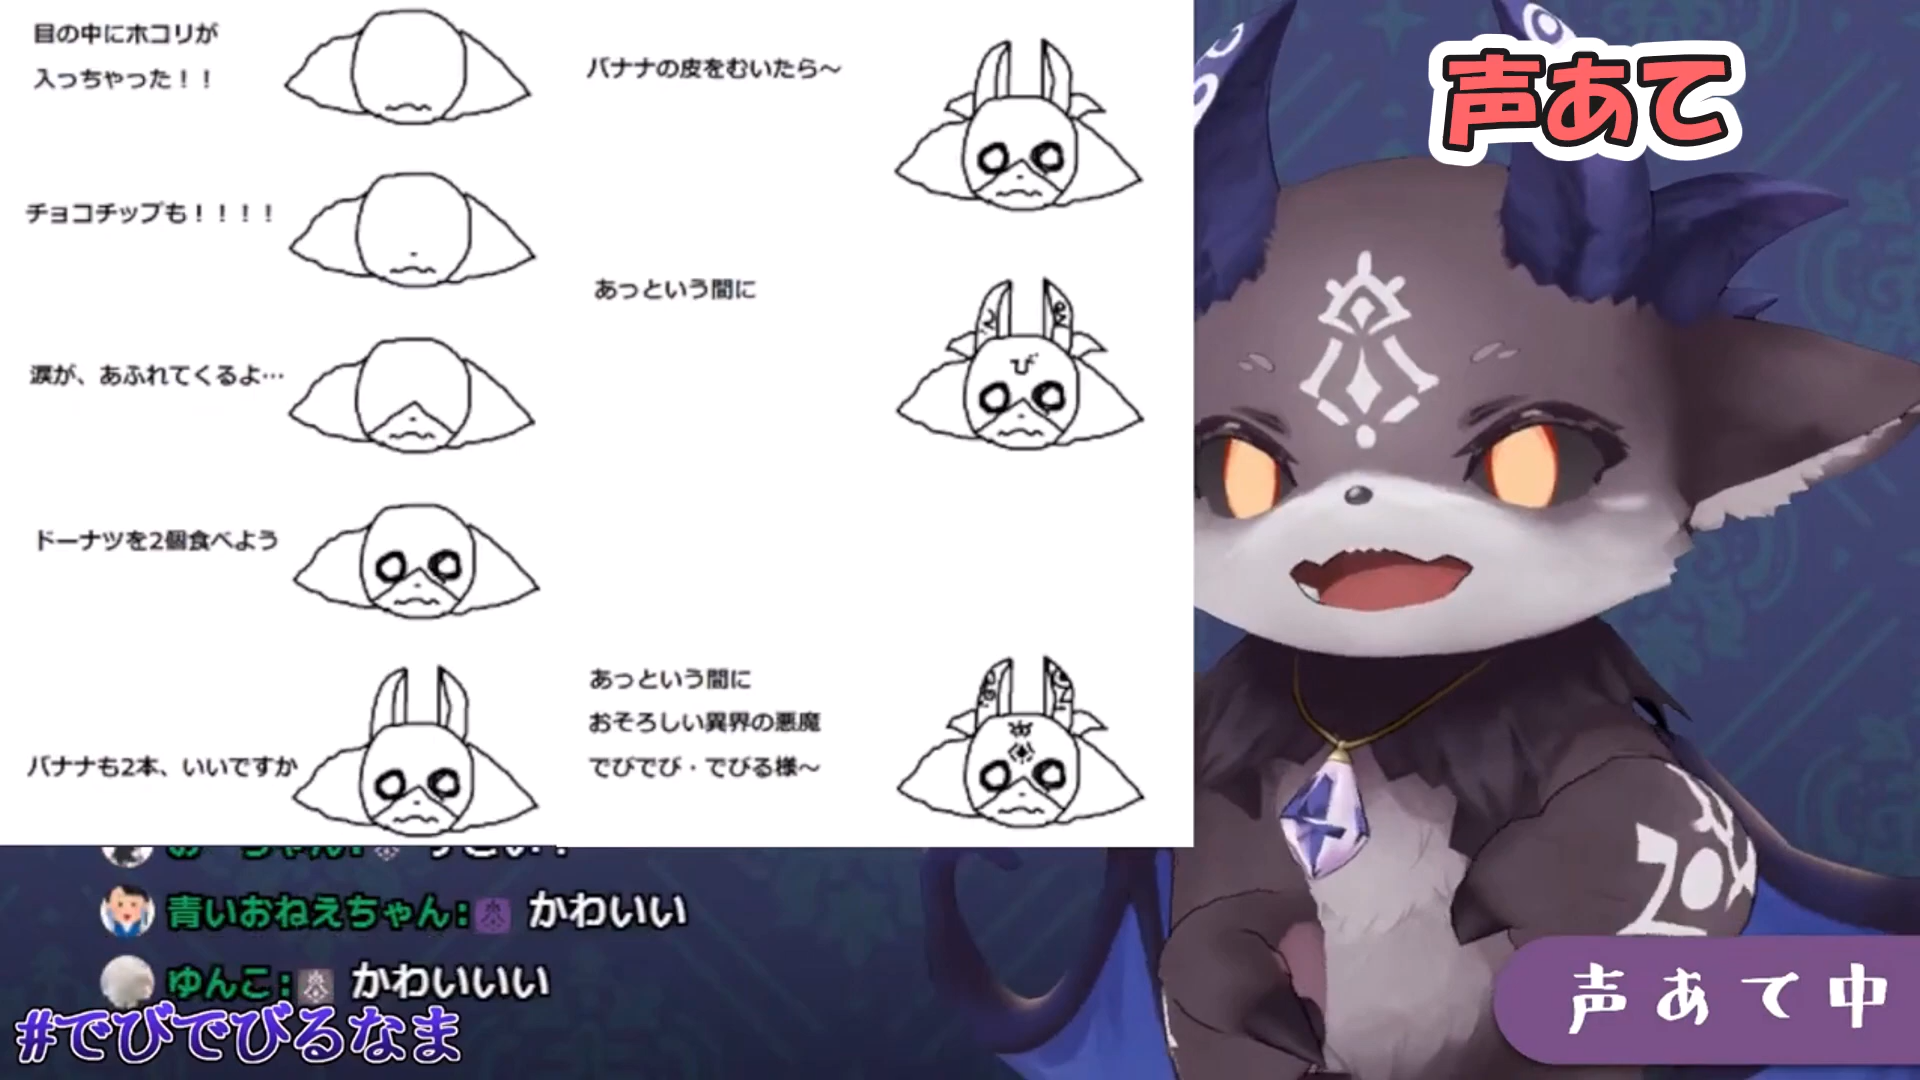 目の中にホコリが
入っちゃった！！
チョコチップも！！！！
涙が、あふれてくるよ…
ドーナツを2個食べよう
バナナも2本、いいですか
バナナの皮をむいたら〜
あっという間に
び
あっという間に
おそろしい異界の悪魔
でびでび・でびる様〜
声あて
青いおねえちゃん: かわいい
ゆんこ: かわいいい
#でびでびるなま
声あて中